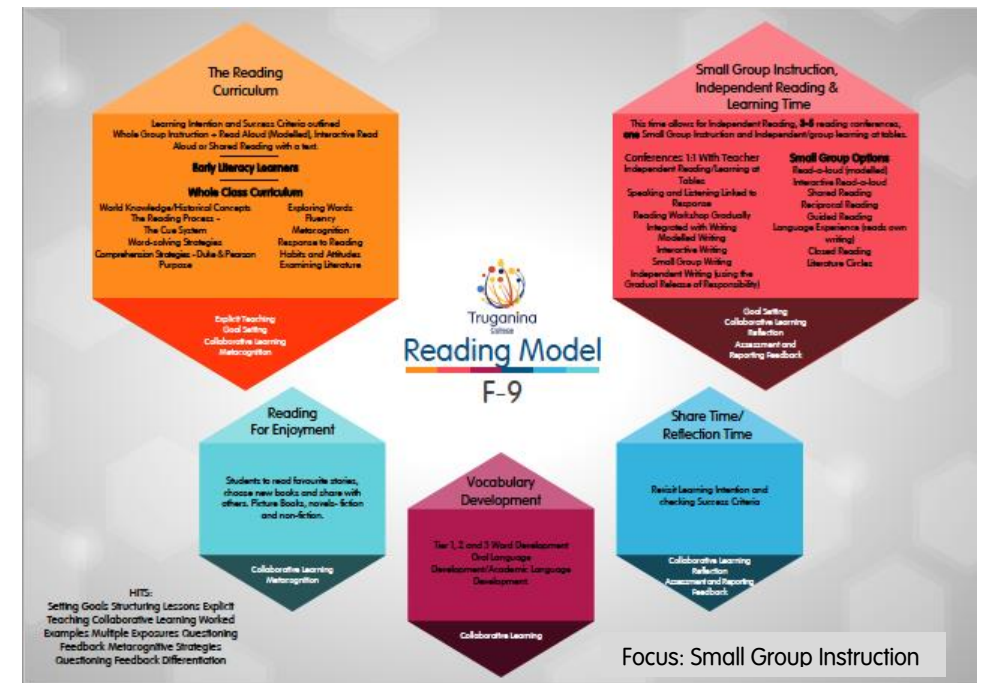 The Reading
Curriculum
Learning Intention and Success Criteria outlined
Whole Group Instruction + Read Aloud (Modelled), Interactive Read
Aloud or Shared Reading with a text.
Early Literacy Learners
Whole Class Curriculum
World Knowledge/Historical Concepts
The Reading Process -
The Cue System
Word-solving Strategies
Comprehension Strategies - Duke & Pearson
Purpose
Exploring Words
Fluency
Metacognition
Response to Reading
Habits and Attitudes
Examining Literature
Explicit Teaching
Goal Setting
Collaborative Learning
Metacognition
Small Group Instruction,
Independent Reading &
Learning Time
This time allows for Independent Reading, 3-5 reading conferences,
one Small Group Instruction and Independent/group learning at tables.
Conferences 1:1 With Teacher
Independent Reading/Learning at
Tables
Speaking and Listening Linked to
Response
Reading Workshop Gradually
Integrated with Writing
Modelled Writing
Interactive Writing
Small Group Writing
Independent Writing (using the
Gradual Release of Responsibility)
Small Group Options
Read-a-loud (modelled)
Interactive Read-a-loud
Shared Reading
Reciprocal Reading
Guided Reading
Language Experience (reads own
writing)
Closed Reading
Literature Circles
Goal Setting
Collaborative Learning
Reflection
Assessment and
Reporting Feedback
Truganina
College
Reading Model
F-9
Reading
For Enjoyment
Students to read favourite stories,
choose new books and share with
others. Picture Books, novels- fiction
and non-fiction.
Collaborative Learning
Metacognition
Vocabulary
Development
Tier 1, 2 and 3 Word Development
Oral Language
Development/Academic Language
Development
Collaborative Learning
Share Time/
Reflection Time
Revisit Learning Intention and
checking Success Criteria
Collaborative Learning
Reflection
Assessment and Reporting
Feedback
HITS:
Setting Goals Structuring Lessons Explicit
Teaching Collaborative Learning Worked
Examples Multiple Exposures Questioning
Feedback Metacognitive Strategies
Questioning Feedback Differentiation
Focus: Small Group Instruction